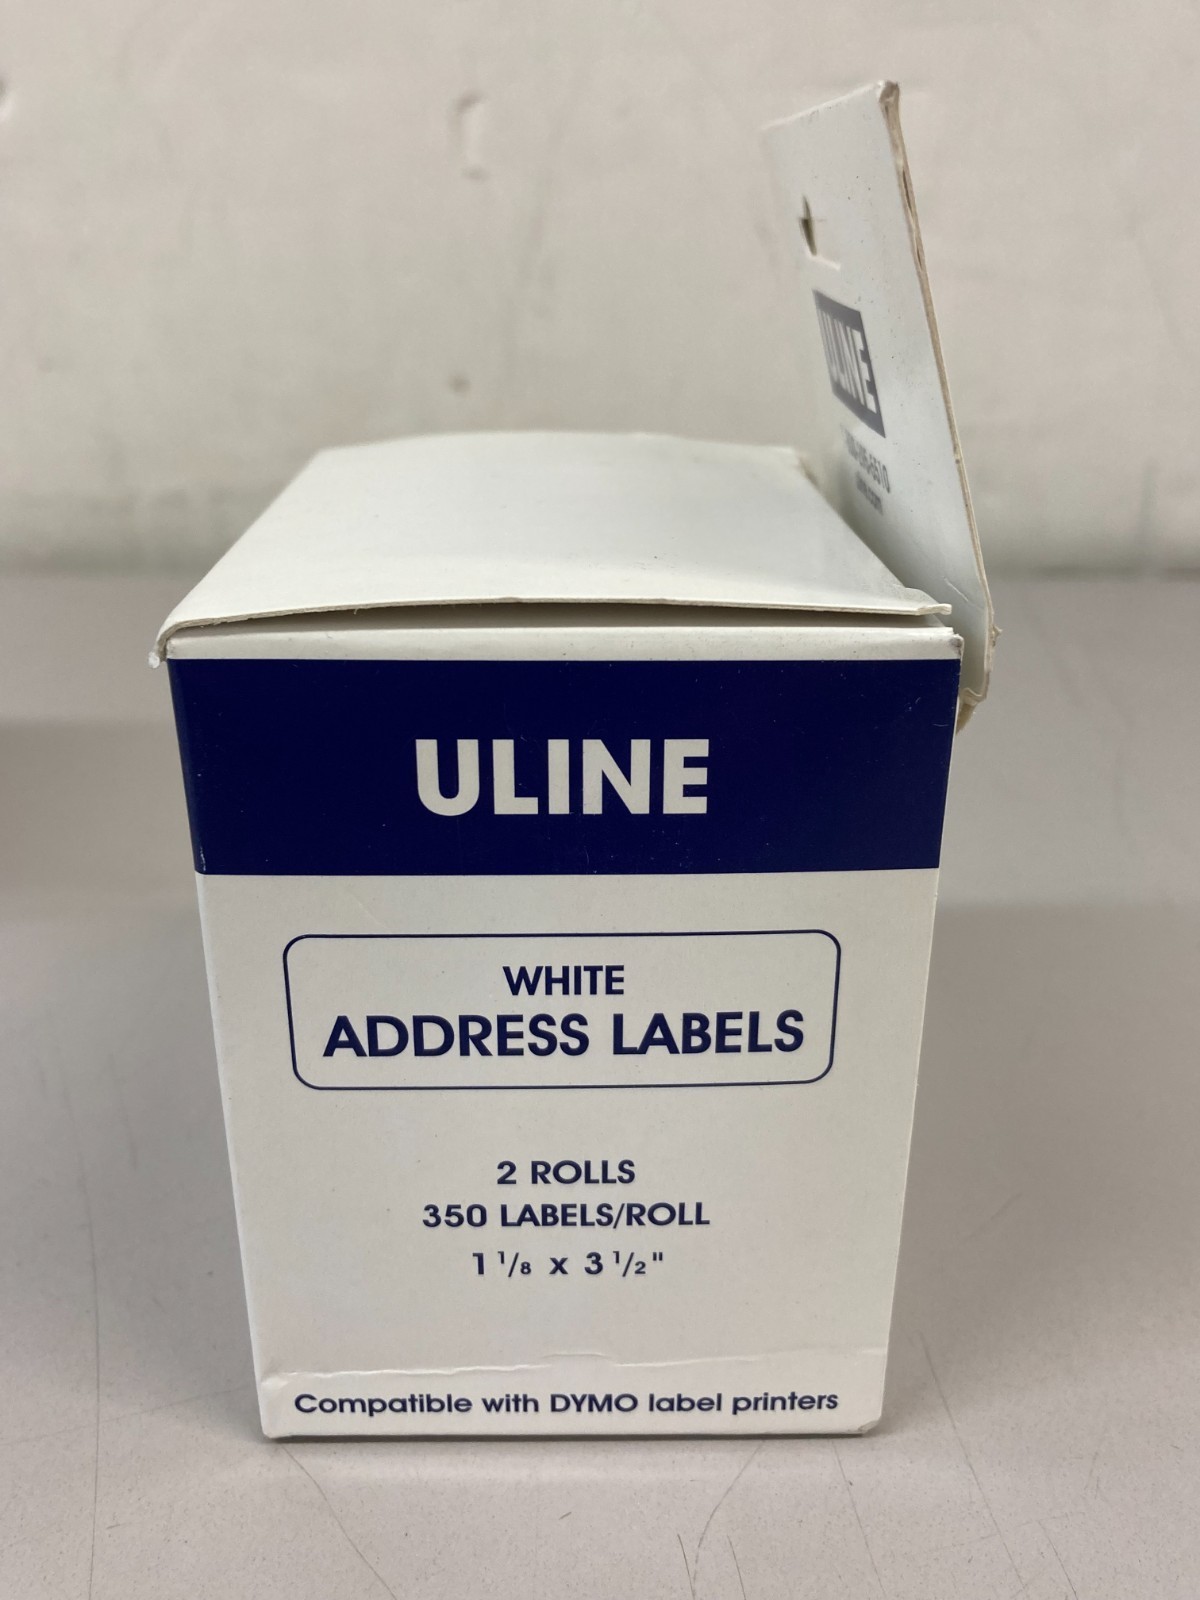 ULINE
ULINE
WHITE
ADDRESS LABELS
2 ROLLS
350 LABELS/ROLL
1 1/8 x 3 1/2"
Compatible with DYMO label printers